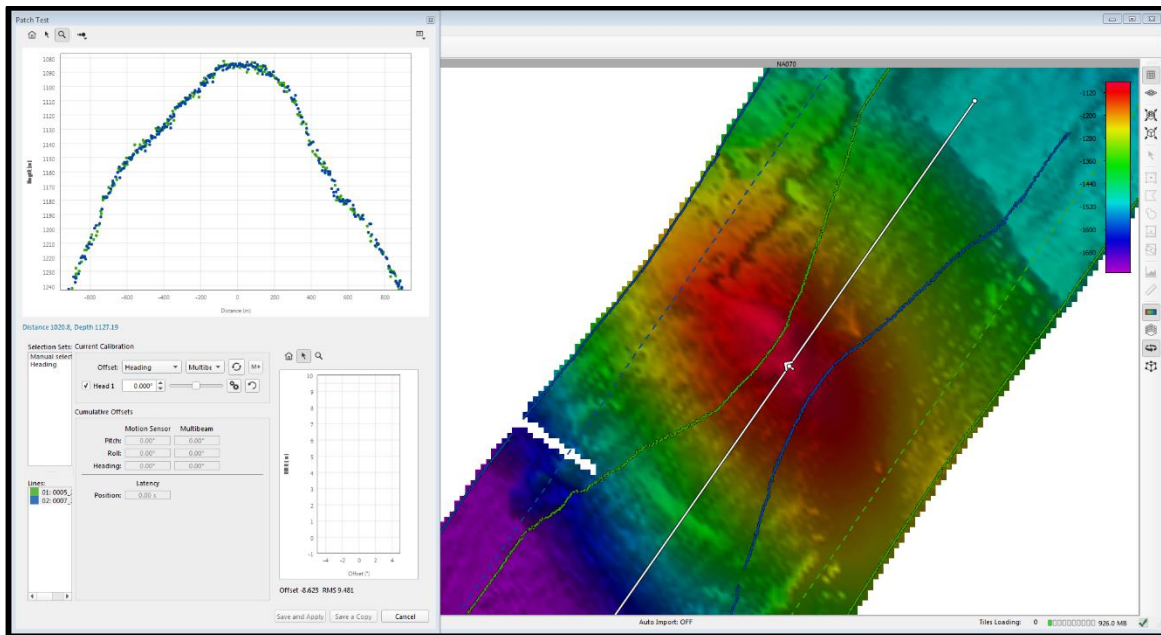 Patch Test
1080
1090
1100
1110
1120
1130
1140
1150
1160
1170
1180
1190
1200
1210
1220
1230
1240
Depth (m)
-800 -600 -400 -200 0 200 400 600 800
Distance (m)
Distance 1020.8, Depth 1127.19
Selection Sets:
Manual select
Heading
Current Calibration
Offset: Heading Multibe M+
Head 1 0.000°
Cumulative Offsets
Motion Sensor Multibeam
Pitch: 0.00° 0.00°
Roll: 0.00° 0.00°
Heading: 0.00° 0.00°
Latency
Position: 0.00 s
Lines:
01: 0005_
02: 0007_
10
9
8
7
6
5
4
3
2
1
0
-1
-4 -2 0 2 4
Offset (°)
Offset -8.623 RMS 9.481
Save and Apply Save a Copy Cancel
NA070
-1120
-1200
-1280
-1360
-1440
-1520
-1600
-1680
Auto Import: OFF
Tiles Loading: 0 926.0 MB